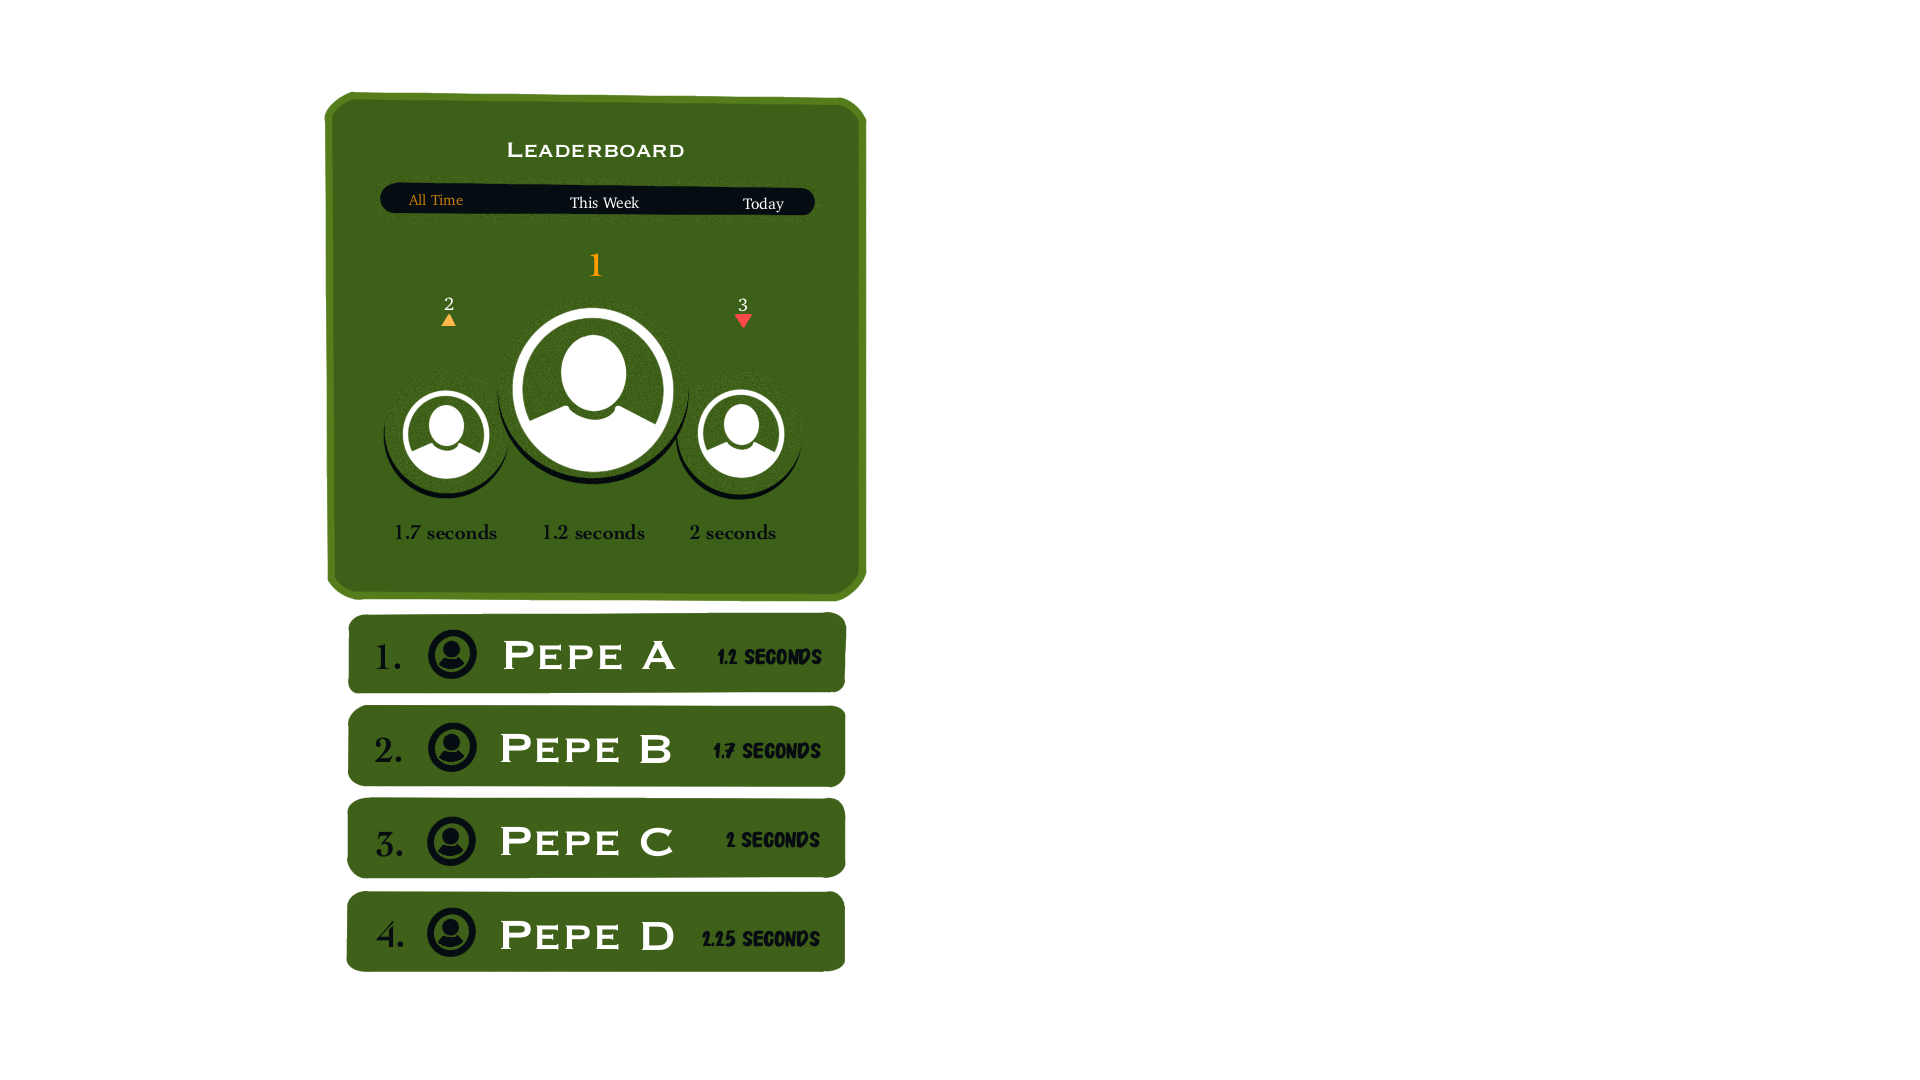 Leaderboard
All Time This Week Today
1
2 3
1.7 seconds 1.2 seconds 2 seconds
1. Pepe A 1.2 SECONDS
2. Pepe B 1.7 SECONDS
3. Pepe C 2 SECONDS
4. Pepe D 2.25 SECONDS